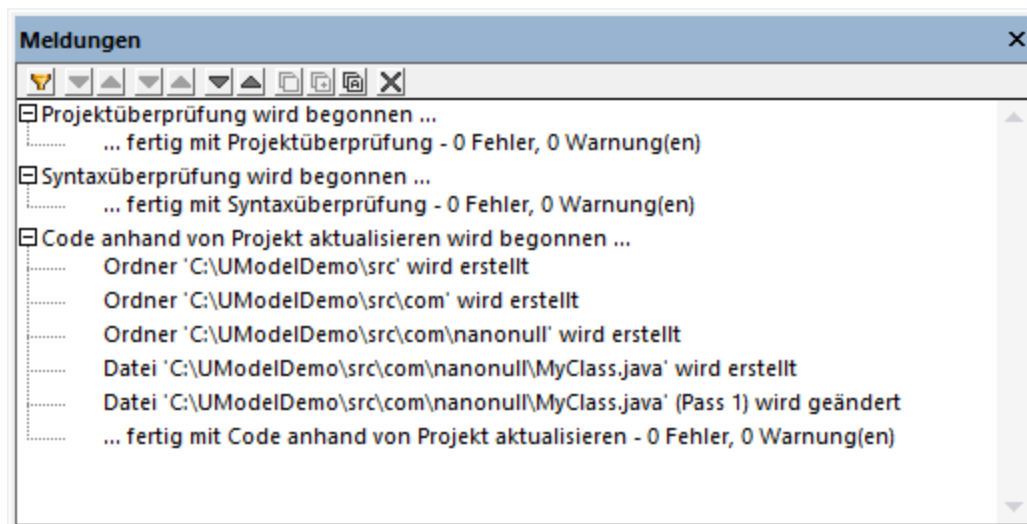 Meldungen
Projektüberprüfung wird begonnen ...
... fertig mit Projektüberprüfung - 0 Fehler, 0 Warnung(en)
Syntaxüberprüfung wird begonnen ...
... fertig mit Syntaxüberprüfung - 0 Fehler, 0 Warnung(en)
Code anhand von Projekt aktualisieren wird begonnen ...
Ordner 'C:\UModelDemo\src' wird erstellt
Ordner 'C:\UModelDemo\src\com' wird erstellt
Ordner 'C:\UModelDemo\src\com\nanonull' wird erstellt
Datei 'C:\UModelDemo\src\com\nanonull\MyClass.java' wird erstellt
Datei 'C:\UModelDemo\src\com\nanonull\MyClass.java' (Pass 1) wird geändert
... fertig mit Code anhand von Projekt aktualisieren - 0 Fehler, 0 Warnung(en)